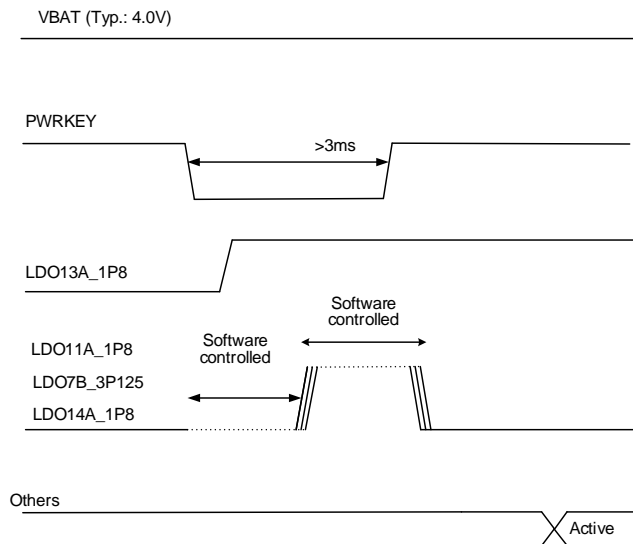 VBAT (Typ.: 4.0V)
PWRKEY
>3ms
LDO13A_1P8
Software
controlled
Software
controlled
LDO11A_1P8
LDO7B_3P125
LDO14A_1P8
Others
Active